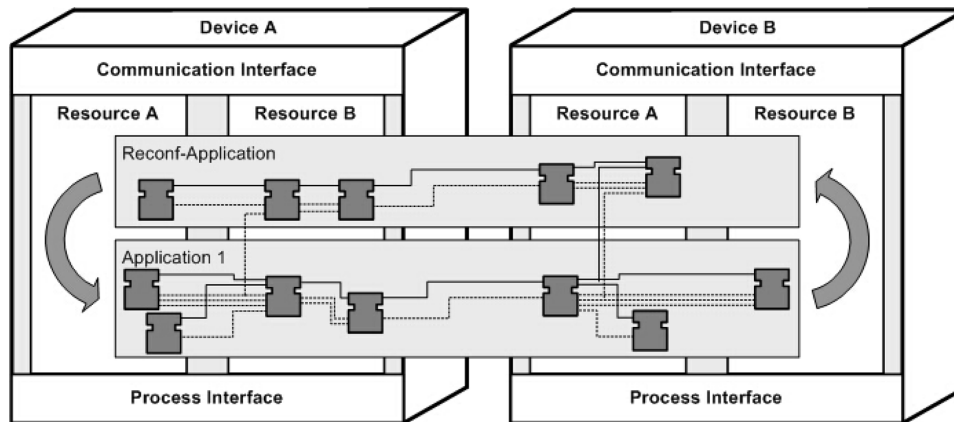 Device A
Device B
Communication Interface
Communication Interface
Resource A
Resource B
Resource A
Resource B
Reconf-Application
Application 1
Process Interface
Process Interface